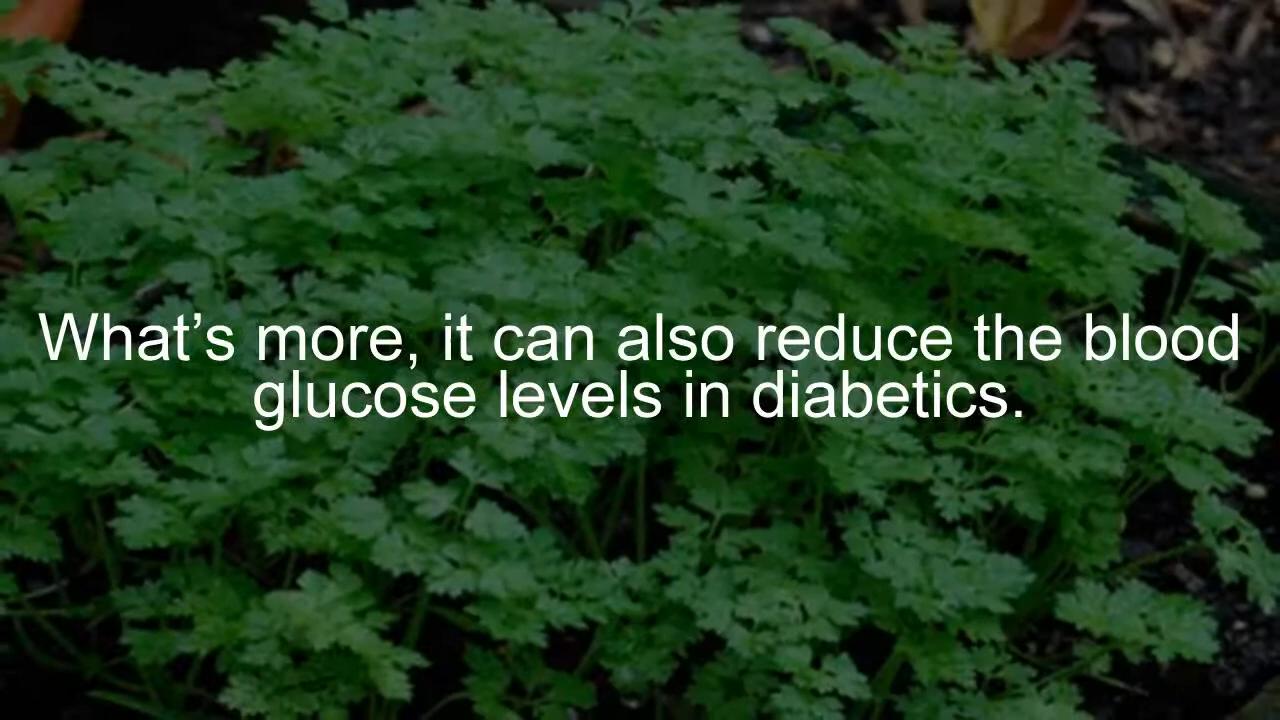 What’s more, it can also reduce the blood
glucose levels in diabetics.